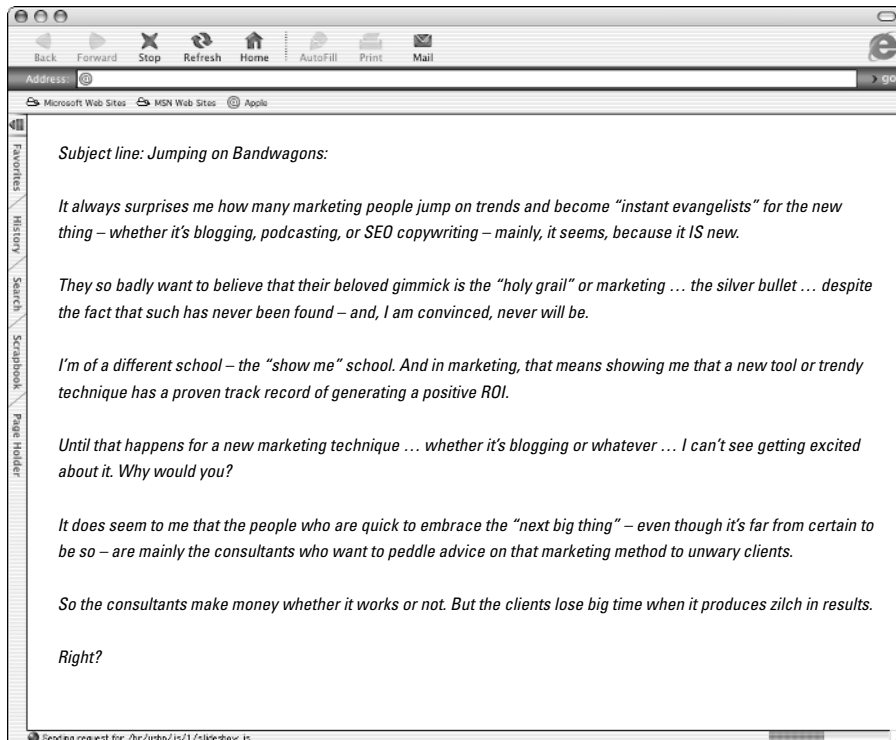 Back Forward Stop Refresh Home AutoFill Print Mail
Address: @ go
Microsoft Web Sites MSN Web Sites Apple
Favorites
History
Search
Scrapbook
Page Holder
Subject line: Jumping on Bandwagons:
It always surprises me how many marketing people jump on trends and become “instant evangelists” for the new
thing – whether it’s blogging, podcasting, or SEO copywriting – mainly, it seems, because it IS new.
They so badly want to believe that their beloved gimmick is the “holy grail” or marketing … the silver bullet … despite
the fact that such has never been found – and, I am convinced, never will be.
I’m of a different school – the “show me” school. And in marketing, that means showing me that a new tool or trendy
technique has a proven track record of generating a positive ROI.
Until that happens for a new marketing technique … whether it’s blogging or whatever … I can’t see getting excited
about it. Why would you?
It does seem to me that the people who are quick to embrace the “next big thing” – even though it’s far from certain to
be so – are mainly the consultants who want to peddle advice on that marketing method to unwary clients.
So the consultants make money whether it works or not. But the clients lose big time when it produces zilch in results.
Right?
Sending request for